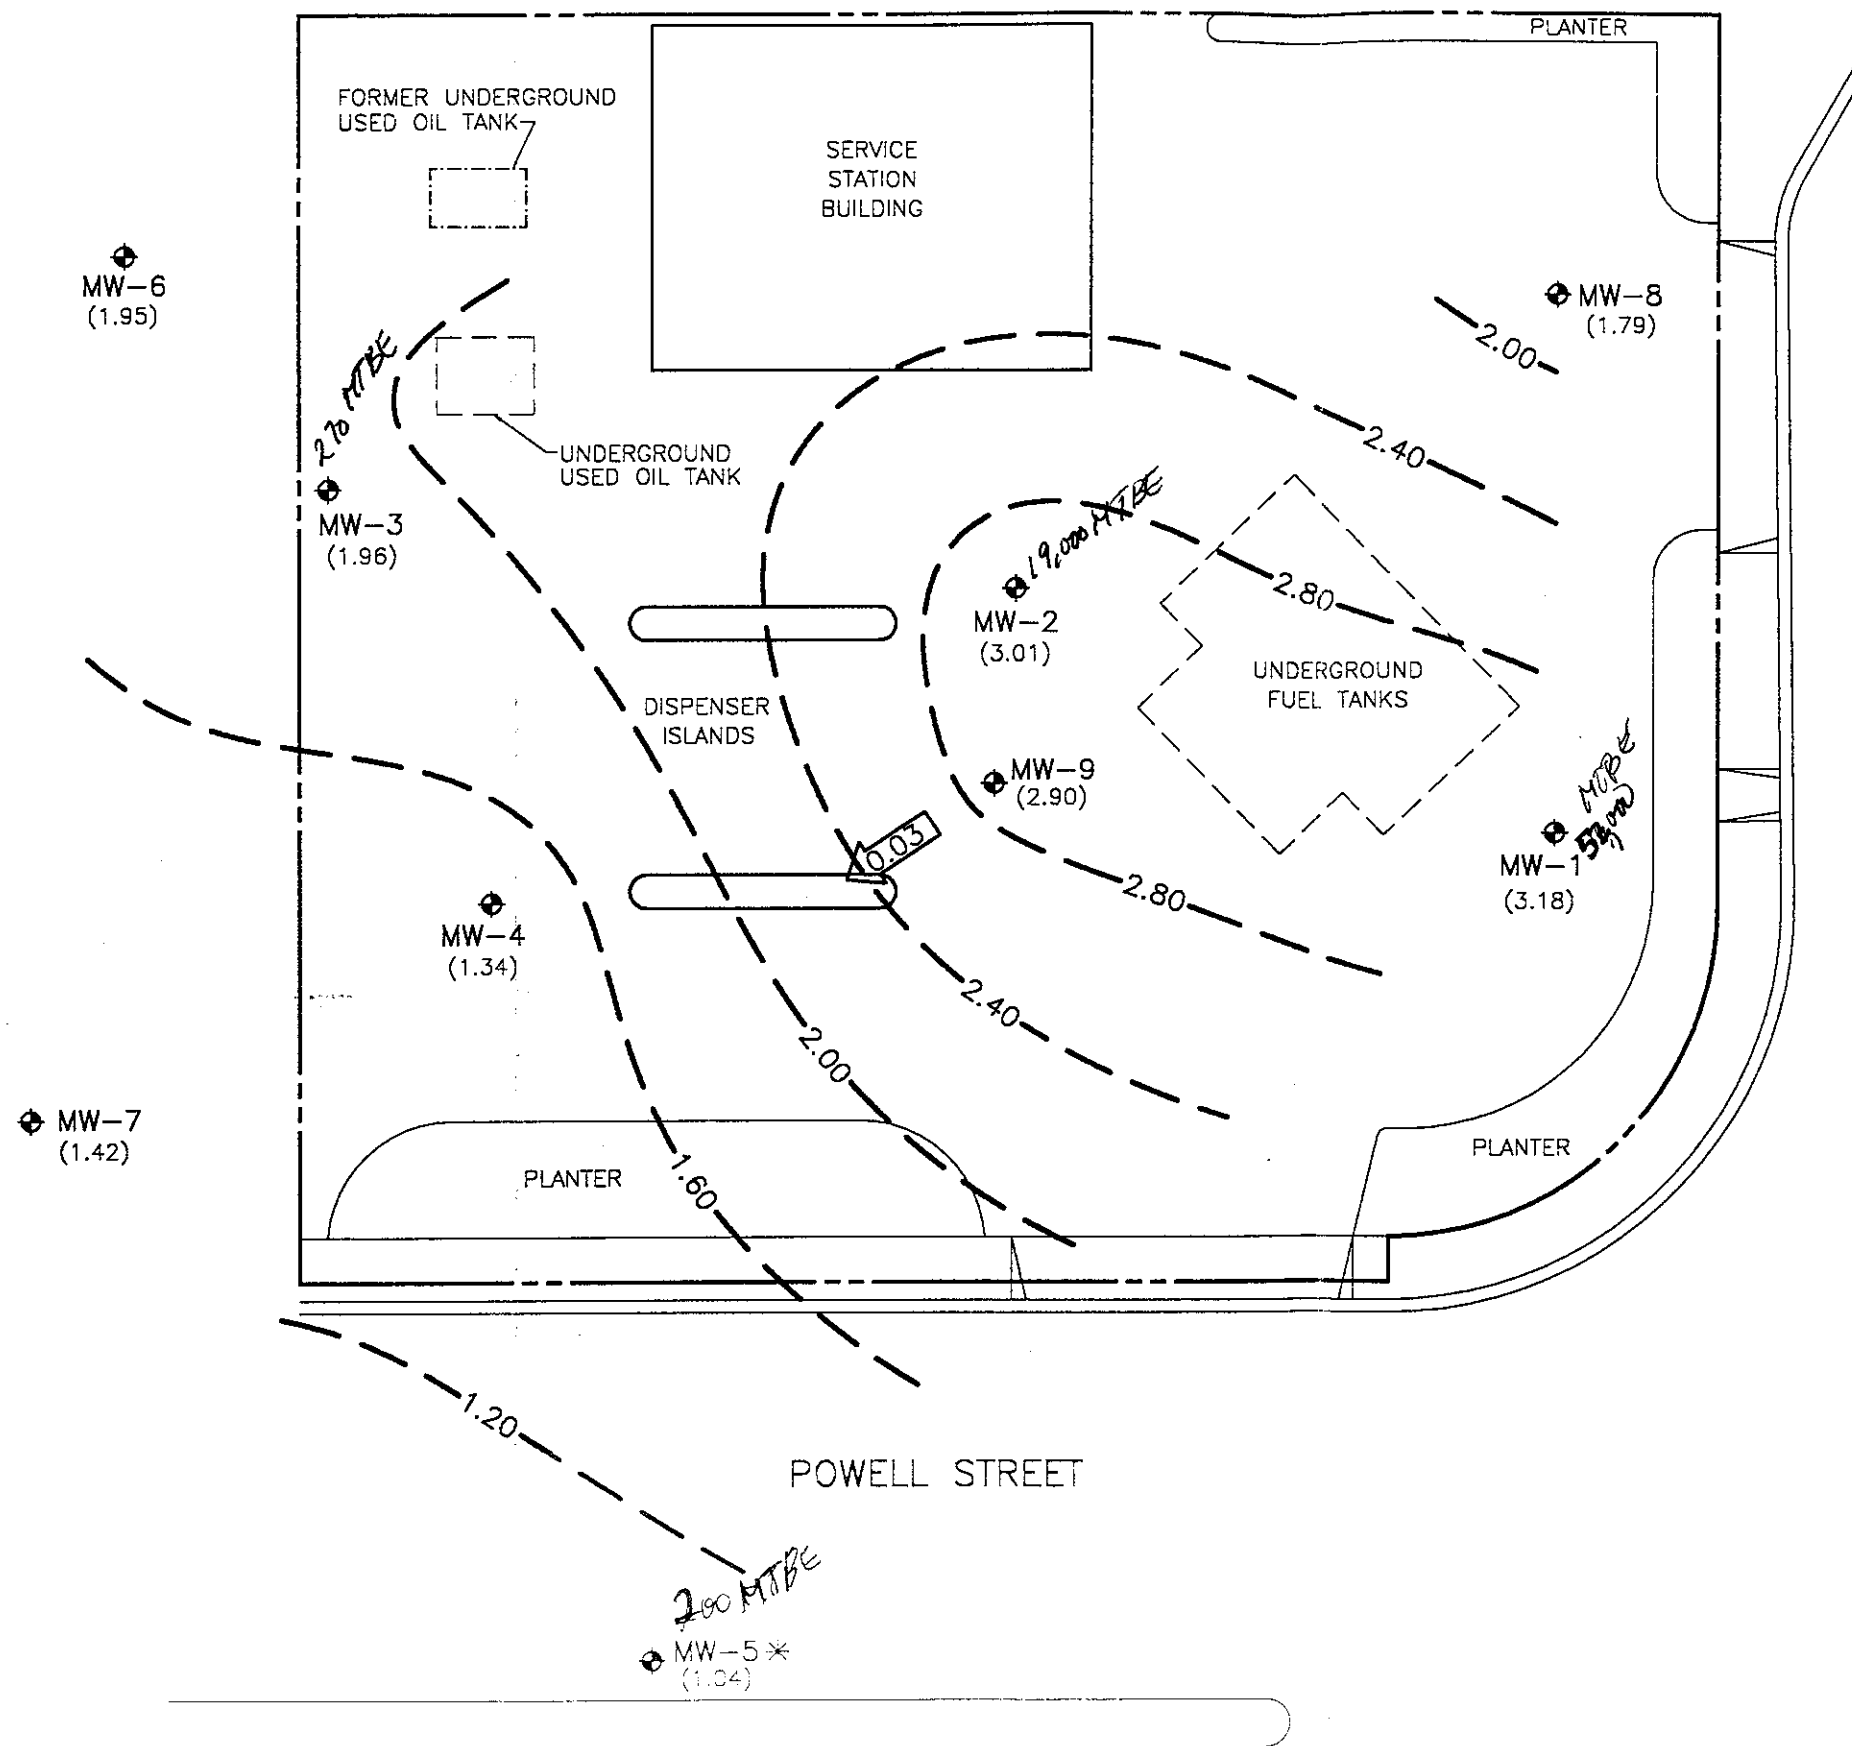 PLANTER
FORMER UNDERGROUND
USED OIL TANK
SERVICE
STATION
BUILDING
MW-6
(1.95)
MW-8
(1.79)
2.00
270 MTBE
UNDERGROUND
USED OIL TANK
2.40
MW-3
(1.96)
19,000 MTBE
MW-2
(3.01)
2.80
UNDERGROUND
FUEL TANKS
DISPENSER
ISLANDS
MW-9
(2.90)
0.03
MTBE
MW-1
(3.18)
2.80
MW-4
(1.34)
2.40
2.00
MW-7
(1.42)
PLANTER
1.60
PLANTER
1.20
POWELL STREET
200 MTBE
MW-5*
(1.04)